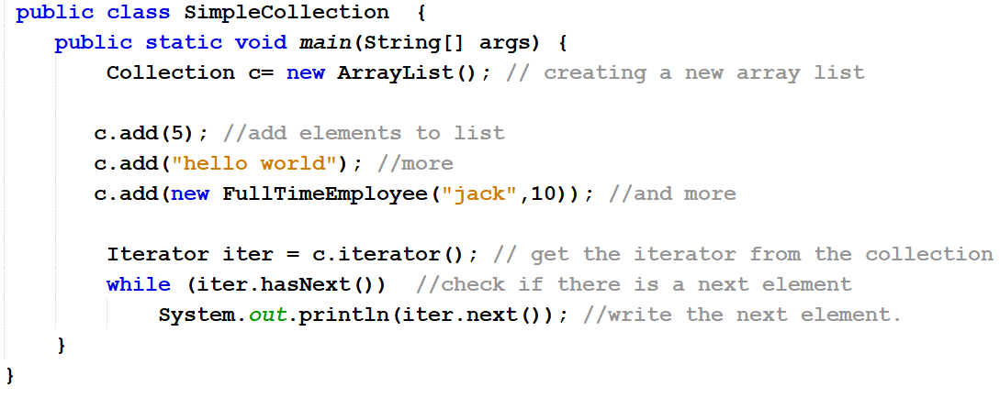 public class SimpleCollection  {
public static void main(String[] args) {
Collection c= new ArrayList(); // creating a new array list
c.add(5); //add elements to list
c.add("hello world"); //more
c.add(new FullTimeEmployee("jack",10)); //and more
Iterator iter = c.iterator(); // get the iterator from the collection
while (iter.hasNext())  //check if there is a next element
System.out.println(iter.next()); //write the next element.
}
}